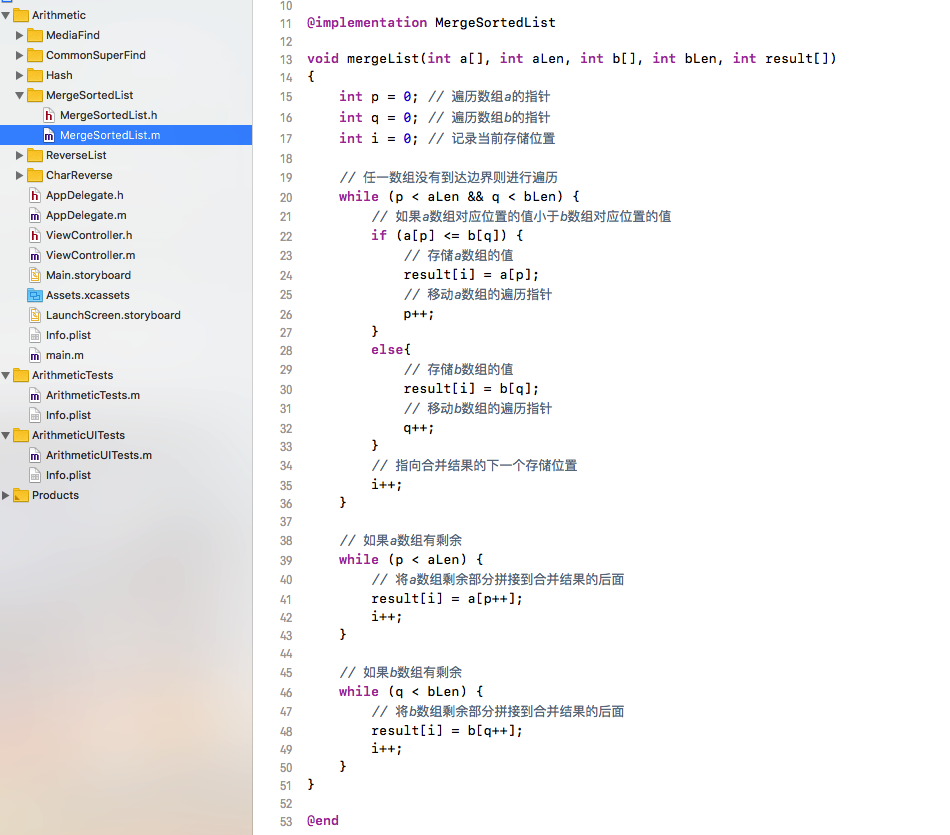 Arithmetic
MediaFind
CommonSuperFind
Hash
MergeSortedList
MergeSortedList.h
MergeSortedList.m
ReverseList
CharReverse
AppDelegate.h
AppDelegate.m
ViewController.h
ViewController.m
Main.storyboard
Assets.xcassets
LaunchScreen.storyboard
Info.plist
main.m
ArithmeticTests
ArithmeticTests.m
Info.plist
ArithmeticUITests
ArithmeticUITests.m
Info.plist
Products
10
11 @implementation MergeSortedList
12
13 void mergeList(int a[], int aLen, int b[], int bLen, int result[])
14 {
15     int p = 0; // 遍历数组a的指针
16     int q = 0; // 遍历数组b的指针
17     int i = 0; // 记录当前存储位置
18
19     // 任一数组没有到达边界则进行遍历
20     while (p < aLen && q < bLen) {
21         // 如果a数组对应位置的值小于b数组对应位置的值
22         if (a[p] <= b[q]) {
23             // 存储a数组的值
24             result[i] = a[p];
25             // 移动a数组的遍历指针
26             p++;
27         }
28         else{
29             // 存储b数组的值
30             result[i] = b[q];
31             // 移动b数组的遍历指针
32             q++;
33         }
34         // 指向合并结果的下一个存储位置
35         i++;
36     }
37
38     // 如果a数组有剩余
39     while (p < aLen) {
40         // 将a数组剩余部分拼接到合并结果的后面
41         result[i] = a[p++];
42         i++;
43     }
44
45     // 如果b数组有剩余
46     while (q < bLen) {
47         // 将b数组剩余部分拼接到合并结果的后面
48         result[i] = b[q++];
49         i++;
50     }
51 }
52
53 @end